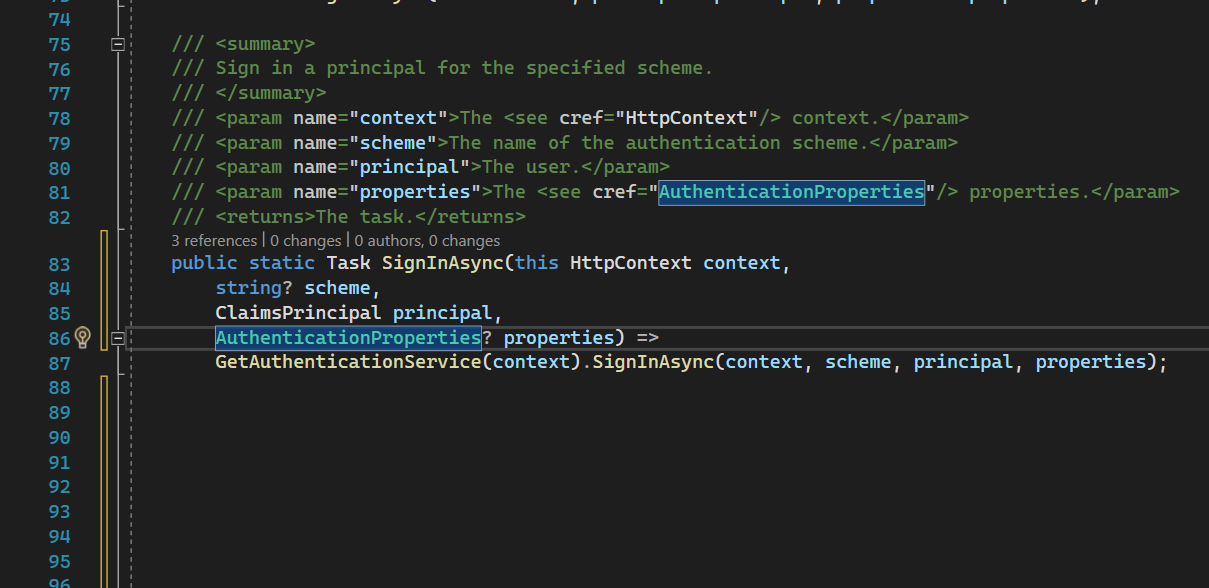 74
75 /// <summary>
76 /// Sign in a principal for the specified scheme.
77 /// </summary>
78 /// <param name="context">The <see cref="HttpContext"/> context.</param>
79 /// <param name="scheme">The name of the authentication scheme.</param>
80 /// <param name="principal">The user.</param>
81 /// <param name="properties">The <see cref="AuthenticationProperties"/> properties.</param>
82 /// <returns>The task.</returns>
3 references | 0 changes | 0 authors, 0 changes
83 public static Task SignInAsync(this HttpContext context,
84 string? scheme,
85 ClaimsPrincipal principal,
86 AuthenticationProperties? properties) =>
87 GetAuthenticationService(context).SignInAsync(context, scheme, principal, properties);
88
89
90
91
92
93
94
95
96